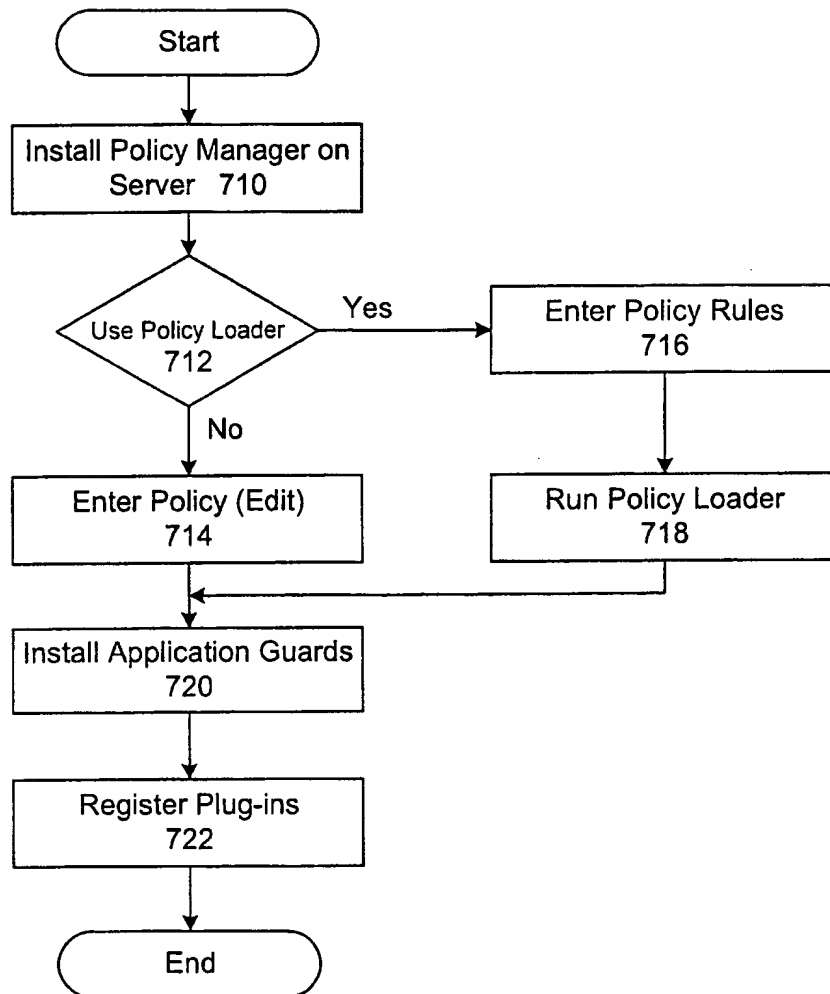 Start
Install Policy Manager on
Server 710
Use Policy Loader
712
Yes
Enter Policy Rules
716
No
Enter Policy (Edit)
714
Run Policy Loader
718
Install Application Guards
720
Register Plug-ins
722
End